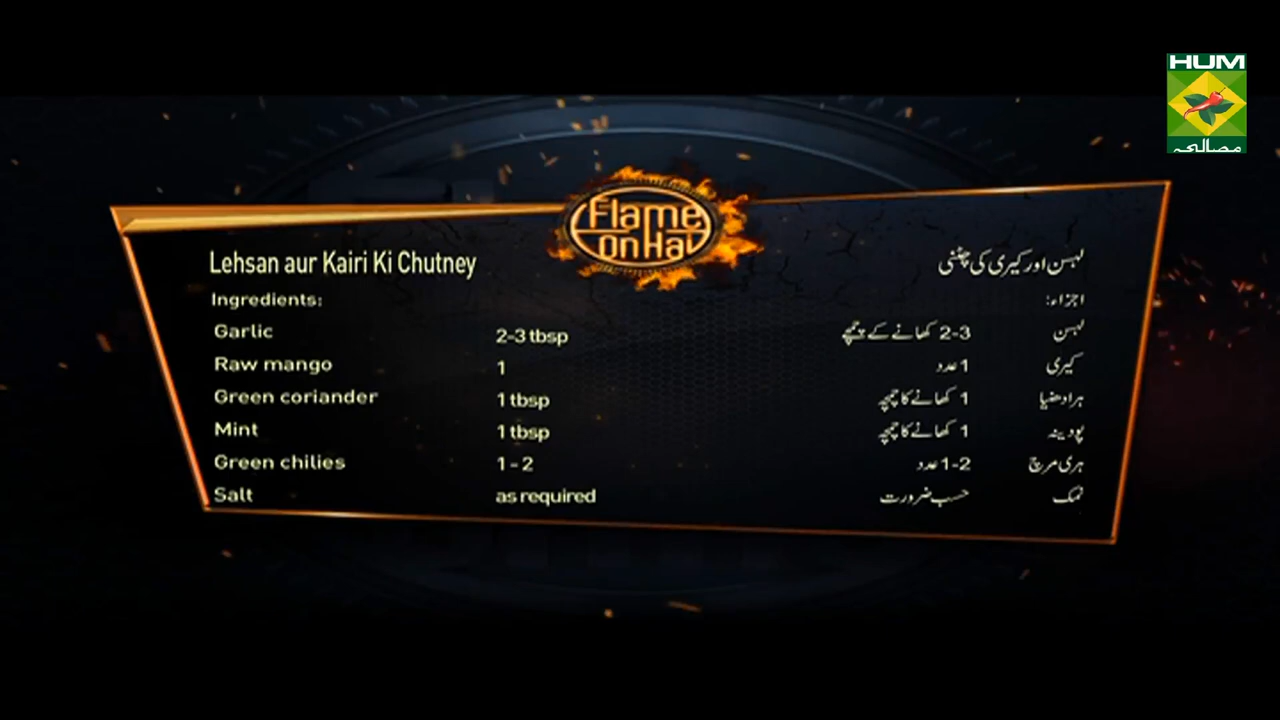 HUM
مصالحہ
Flame
on Hai
Lehsan aur Kairi Ki Chutney لہسن اور کیری کی چٹنی
Ingredients: اجزاء:
Garlic 2-3 tbsp 2-3 کھانے کے چمچے لہسن
Raw mango 1 1 عدد کیری
Green coriander 1 tbsp 1 کھانے کا چمچہ ہرا دھنیا
Mint 1 tbsp 1 کھانے کا چمچہ پودینہ
Green chilies 1-2 1-2 عدد ہری مرچ
Salt as required حسب ضرورت نمک